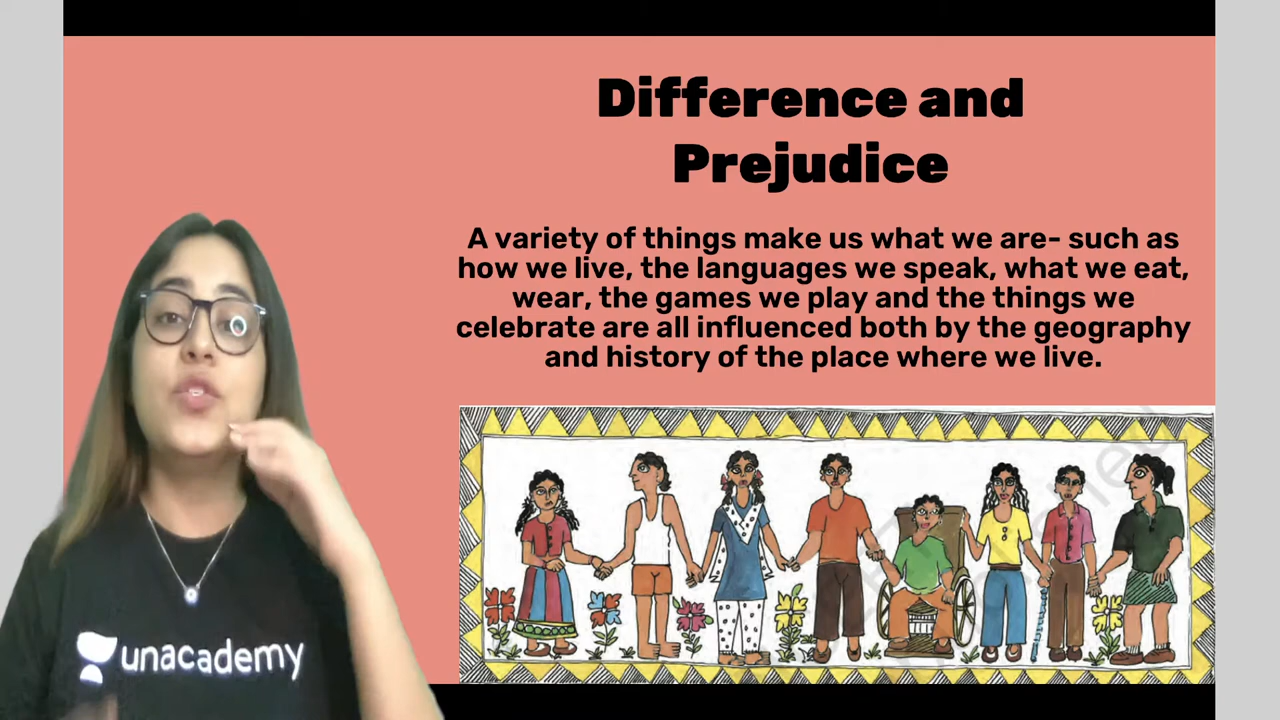 Difference and
Prejudice
A variety of things make us what we are- such as
how we live, the languages we speak, what we eat,
wear, the games we play and the things we
celebrate are all influenced both by the geography
and history of the place where we live.
unacademy